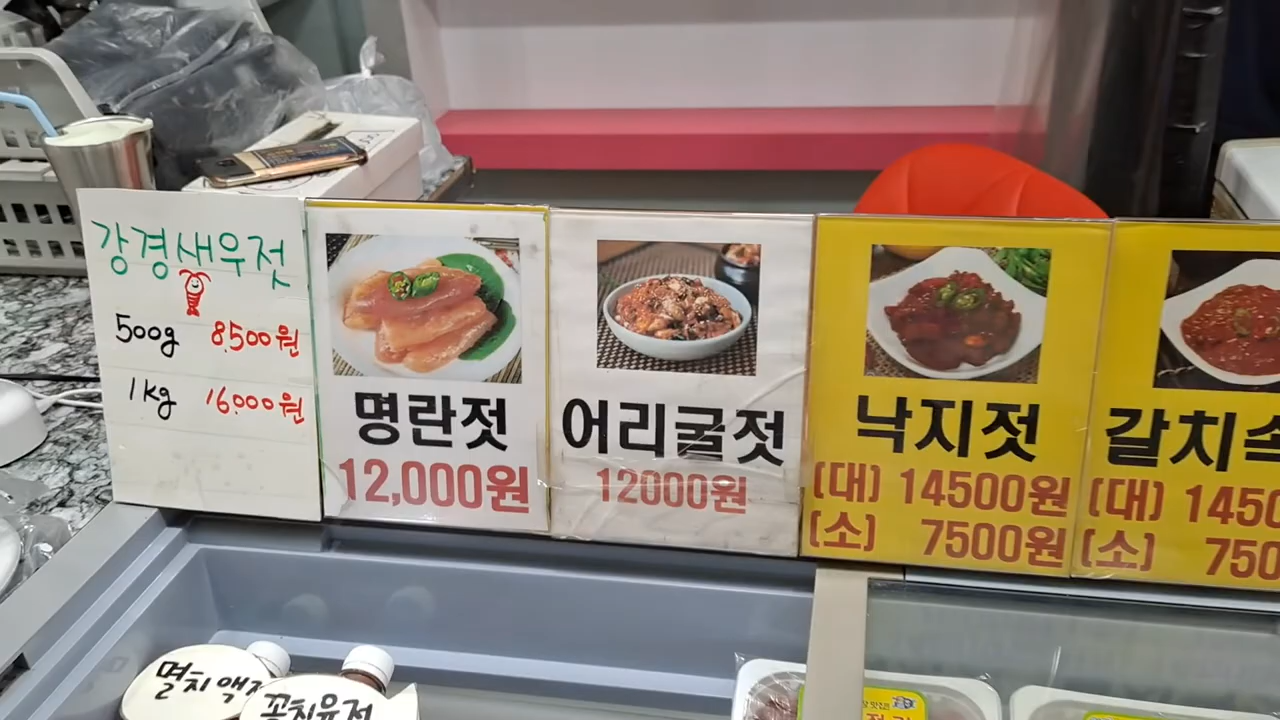 강경새우젓
500g 8,500원
1kg 16,000원
명란젓
12,000원
어리굴젓
12000원
낙지젓
(대) 14500원
(소) 7500원
갈치속
(대) 1450
(소) 750
멸치액저
꽁치육젓